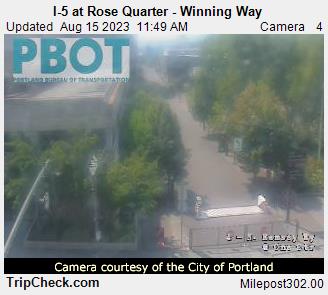 I-5 at Rose Quarter - Winning Way
Updated Aug 15 2023 11:49 AM Camera 4
PBOT
PORTLAND BUREAU OF TRANSPORTATION
Camera courtesy of the City of Portland
TripCheck.com Milepost302.00